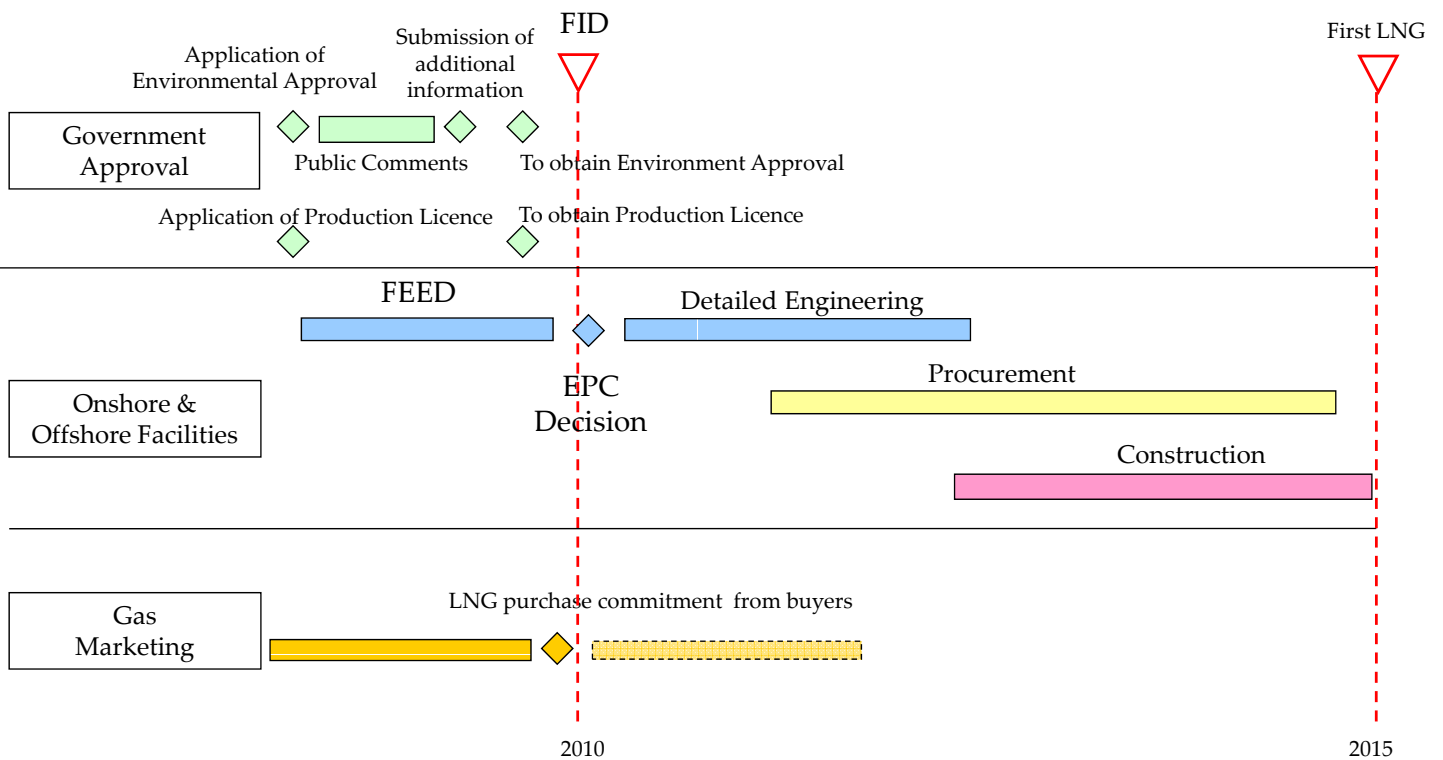 FID
First LNG
Application of
Environmental Approval
Submission of
additional
information
Government
Approval
Public Comments
To obtain Environment Approval
Application of Production Licence
To obtain Production Licence
FEED
Detailed Engineering
EPC
Decision
Procurement
Onshore &
Offshore Facilities
Construction
LNG purchase commitment  from buyers
Gas
Marketing
2010
2015